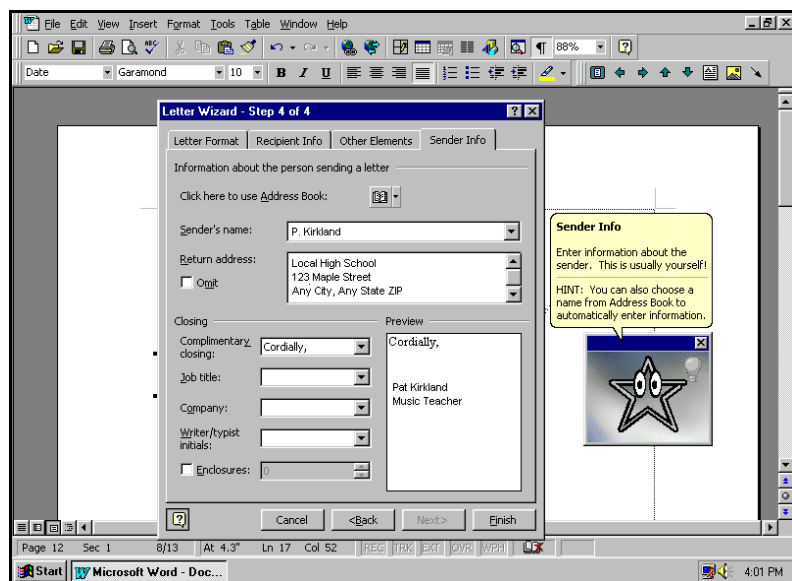 File Edit View Insert Format Tools Table Window Help
88%
Date Garamond 10 B I U
Letter Wizard - Step 4 of 4
Letter Format Recipient Info Other Elements Sender Info
Information about the person sending a letter
Click here to use Address Book:
Sender's name: P. Kirkland
Return address: Local High School
Omit 123 Maple Street
Any City, Any State ZIP
Closing Preview
Complimentary closing: Cordially, Cordially,
Job title: Pat Kirkland
Music Teacher
Company:
Writer/typist initials:
Enclosures: 0
Cancel <Back Next> Finish
Sender Info
Enter information about the
sender. This is usually yourself!
HINT: You can also choose a
name from Address Book to
automatically enter information.
Page 12 Sec 1 8/13 At 4.3" Ln 17 Col 52 REC TRK EXT OVR WPH
Start Microsoft Word - Doc... 4:01 PM